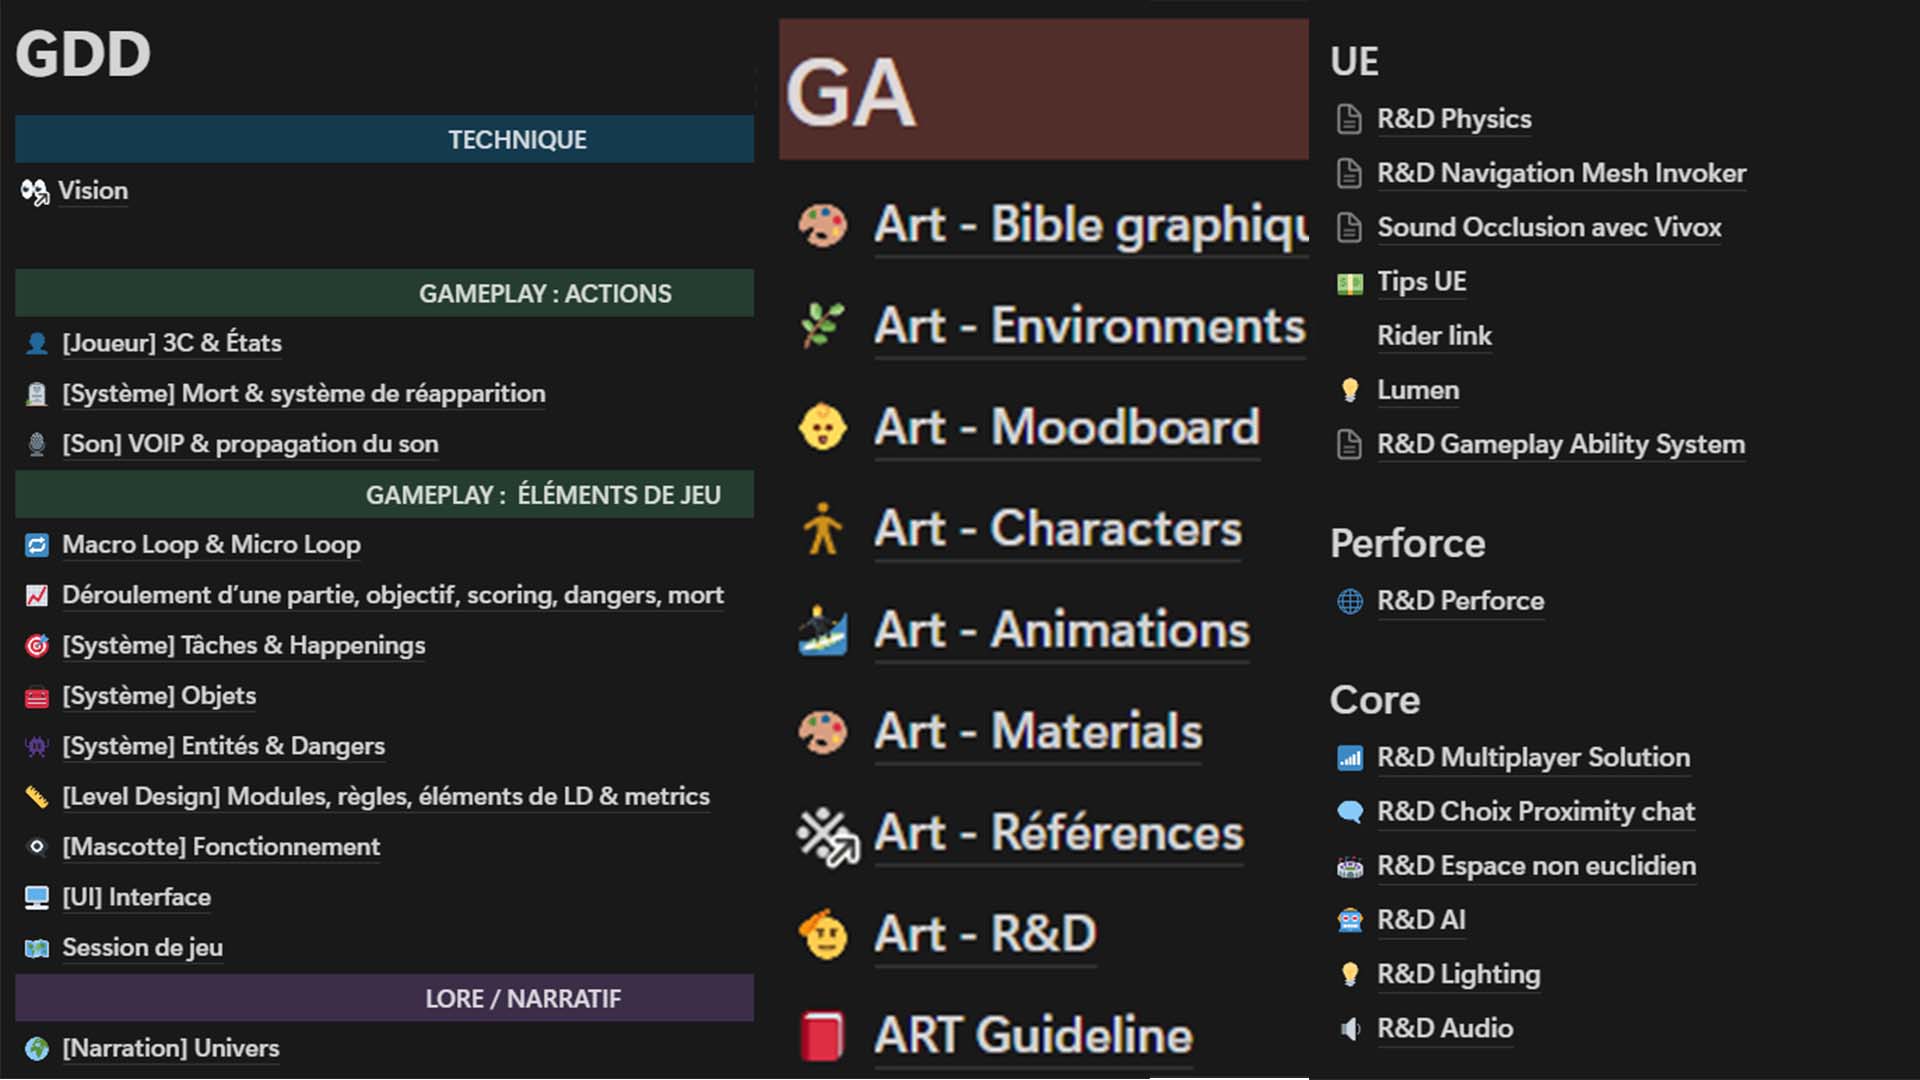 GDD
TECHNIQUE
Vision
GAMEPLAY : ACTIONS
[Joueur] 3C & États
[Système] Mort & système de réapparition
[Son] VOIP & propagation du son
GAMEPLAY : ÉLÉMENTS DE JEU
Macro Loop & Micro Loop
Déroulement d’une partie, objectif, scoring, dangers, mort
[Système] Tâches & Happenings
[Système] Objets
[Système] Entités & Dangers
[Level Design] Modules, règles, éléments de LD & metrics
[Mascotte] Fonctionnement
[UI] Interface
Session de jeu
LORE / NARRATIF
[Narration] Univers
GA
Art - Bible graphiqu
Art - Environments
Art - Moodboard
Art - Characters
Art - Animations
Art - Materials
Art - Références
Art - R&D
ART Guideline
UE
R&D Physics
R&D Navigation Mesh Invoker
Sound Occlusion avec Vivox
Tips UE
Rider link
Lumen
R&D Gameplay Ability System
Perforce
R&D Perforce
Core
R&D Multiplayer Solution
R&D Choix Proximity chat
R&D Espace non euclidien
R&D AI
R&D Lighting
R&D Audio